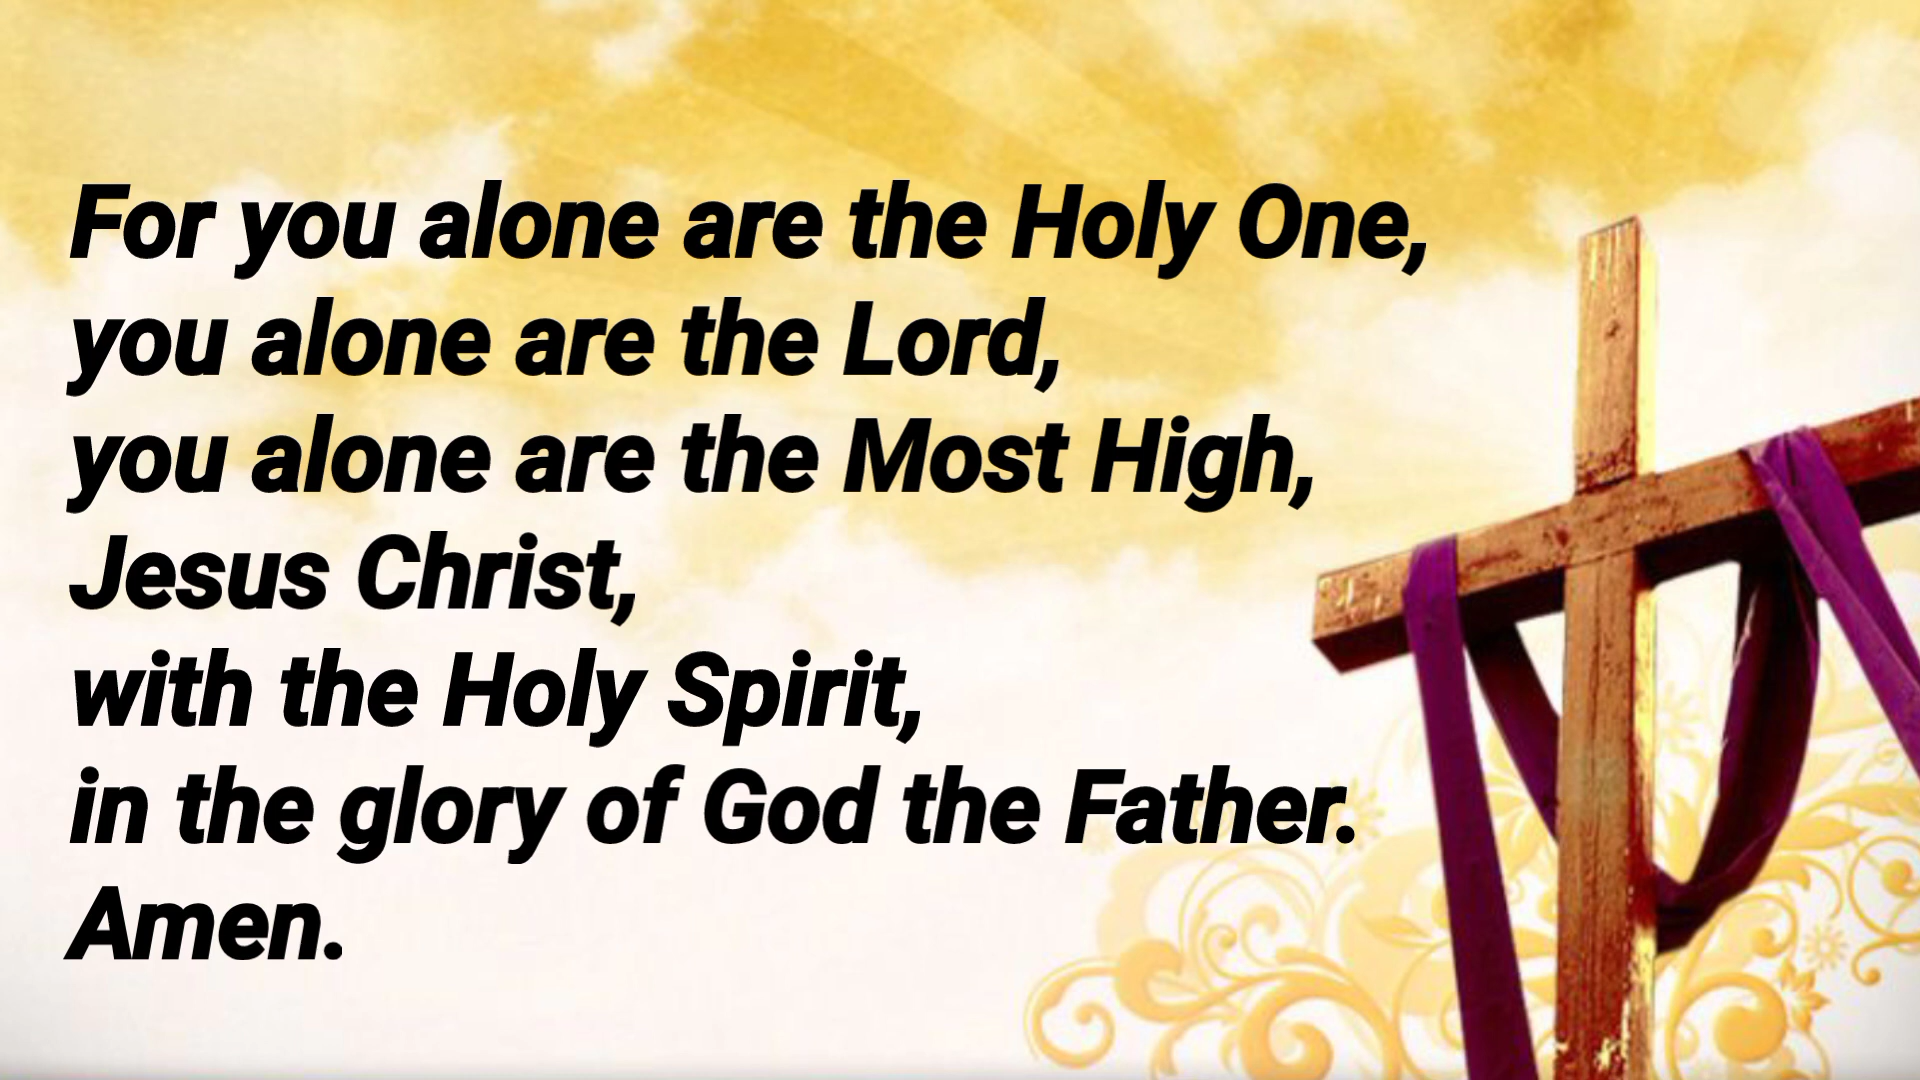 For you alone are the Holy One,
you alone are the Lord,
you alone are the Most High,
Jesus Christ,
with the Holy Spirit,
in the glory of God the Father.
Amen.